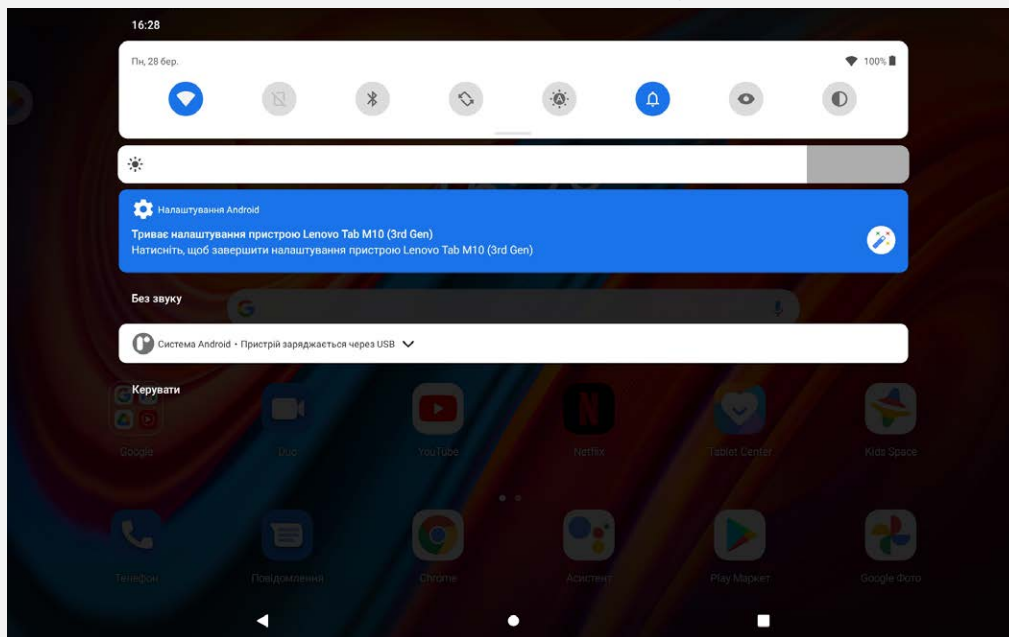 16:28
Пн, 28 бер.
100%
Налаштування Android
Триває налаштування пристрою Lenovo Tab M10 (3rd Gen)
Натисніть, щоб завершити налаштування пристрою Lenovo Tab M10 (3rd Gen)
Без звуку
Система Android • Пристрій заряджається через USB
Керувати
Google Duo YouTube Netflix Tablet Center Kids Space
Телефон Повідомлення Chrome Асистент Play Маркет Google Фото